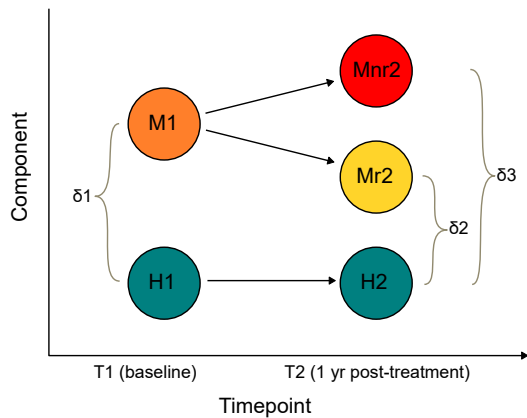 Mnr2
M1
Component
Mr2
δ3
δ1
δ2
H1
H2
T1 (baseline)
T2 (1 yr post-treatment)
Timepoint